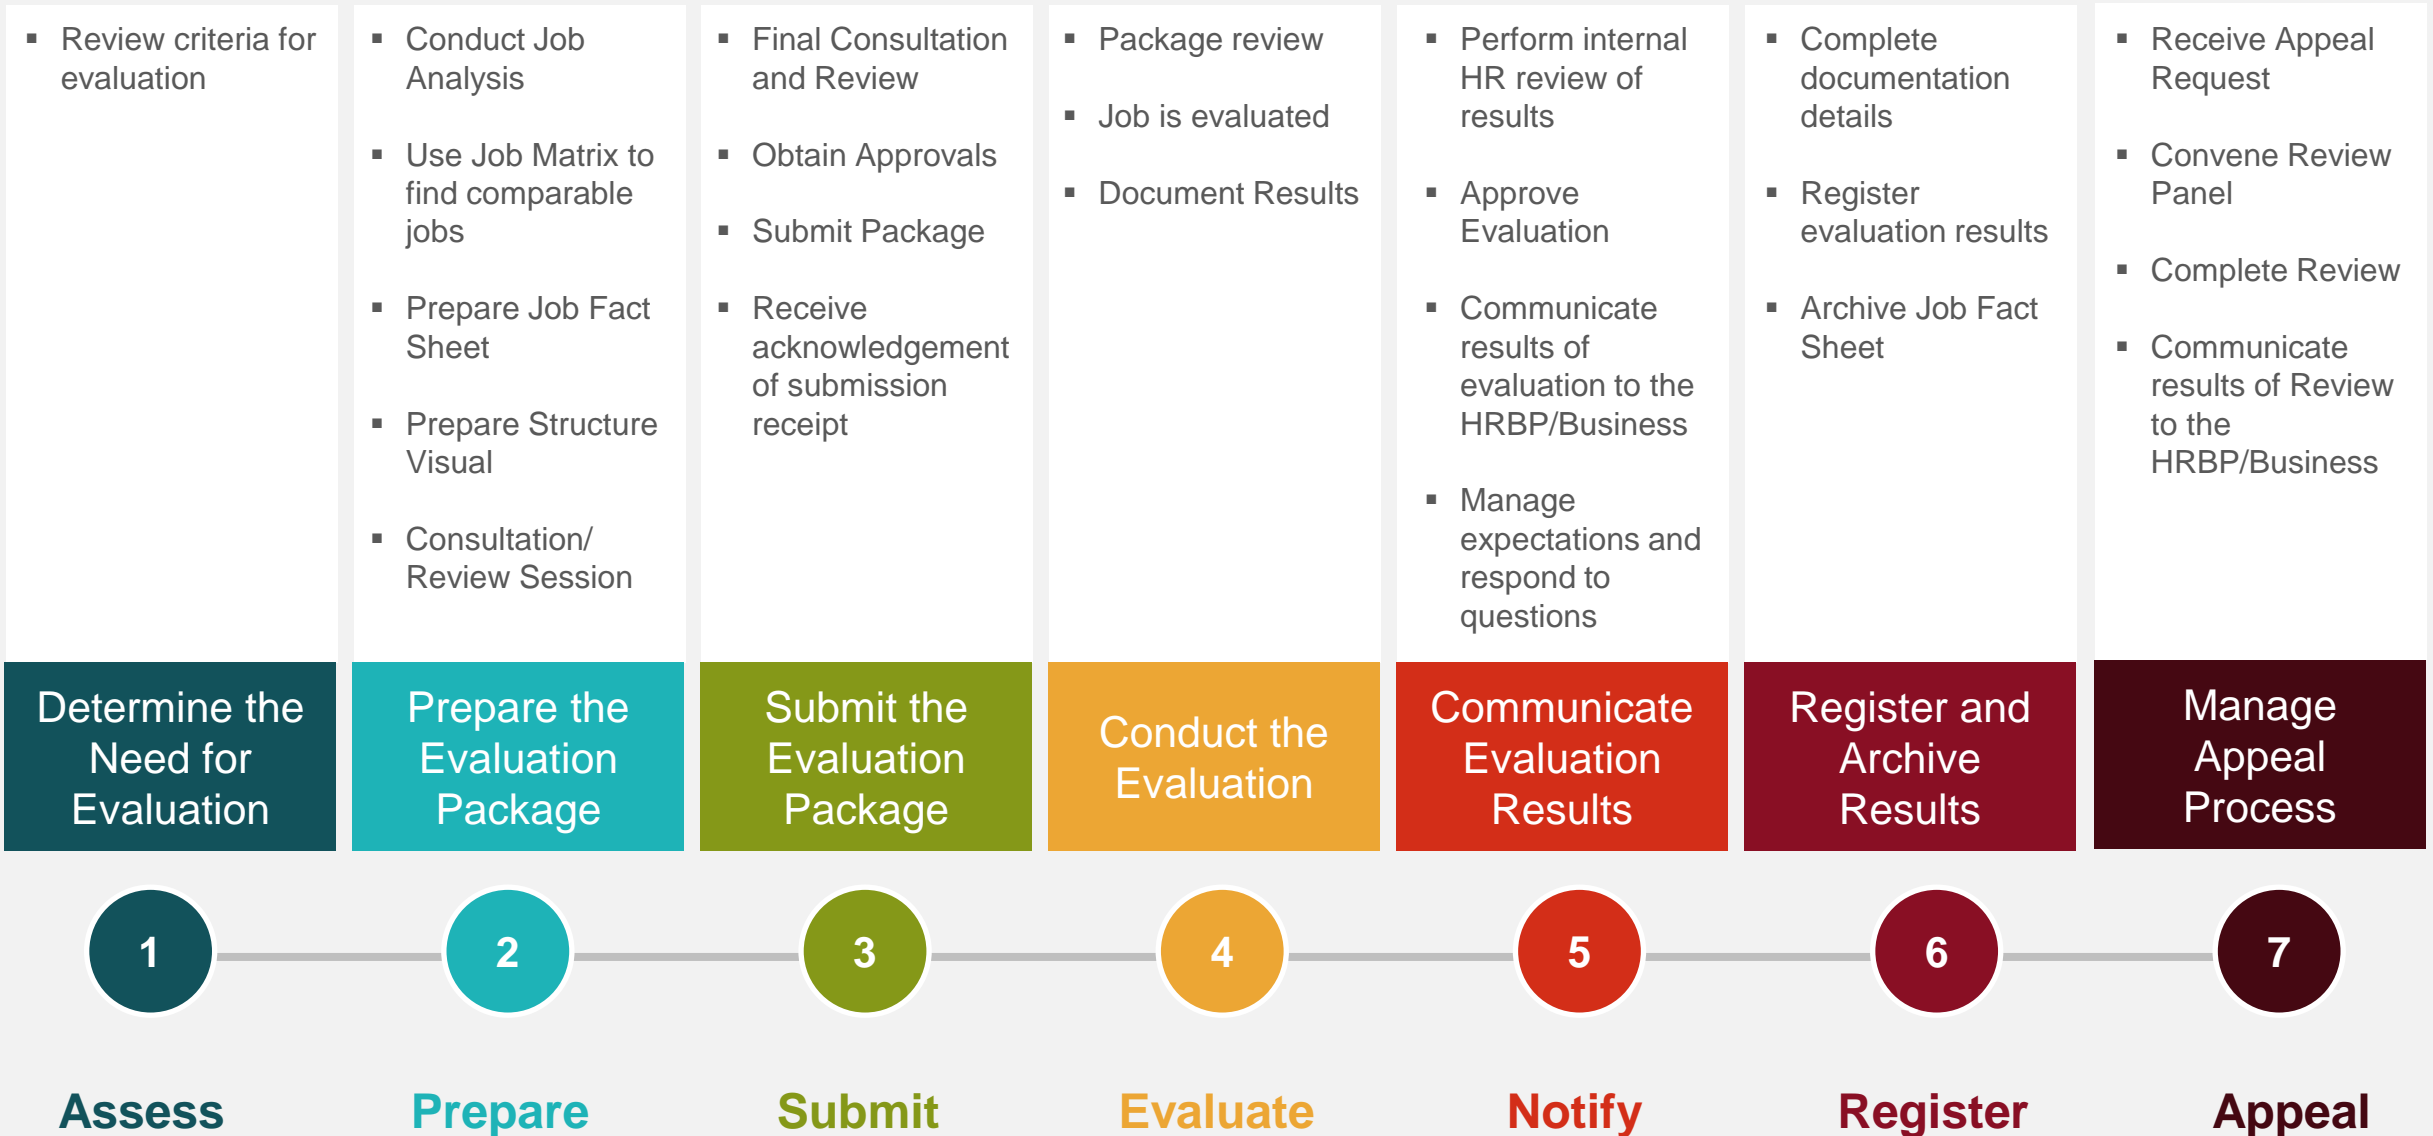 ▪ Review criteria for
evaluation
▪ Conduct Job
Analysis
▪ Use Job Matrix to
find comparable
jobs
▪ Prepare Job Fact
Sheet
▪ Prepare Structure
Visual
▪ Consultation/
Review Session
▪ Final Consultation
and Review
▪ Obtain Approvals
▪ Submit Package
▪ Receive
acknowledgement
of submission
receipt
▪ Package review
▪ Job is evaluated
▪ Document Results
▪ Perform internal
HR review of
results
▪ Approve
Evaluation
▪ Communicate
results of
evaluation to the
HRBP/Business
▪ Manage
expectations and
respond to
questions
▪ Complete
documentation
details
▪ Register
evaluation results
▪ Archive Job Fact
Sheet
▪ Receive Appeal
Request
▪ Convene Review
Panel
▪ Complete Review
▪ Communicate
results of Review
to the
HRBP/Business
Determine the
Need for
Evaluation
Prepare the
Evaluation
Package
Submit the
Evaluation
Package
Conduct the
Evaluation
Communicate
Evaluation
Results
Register and
Archive
Results
Manage
Appeal
Process
1
2
3
4
5
6
7
Assess
Prepare
Submit
Evaluate
Notify
Register
Appeal